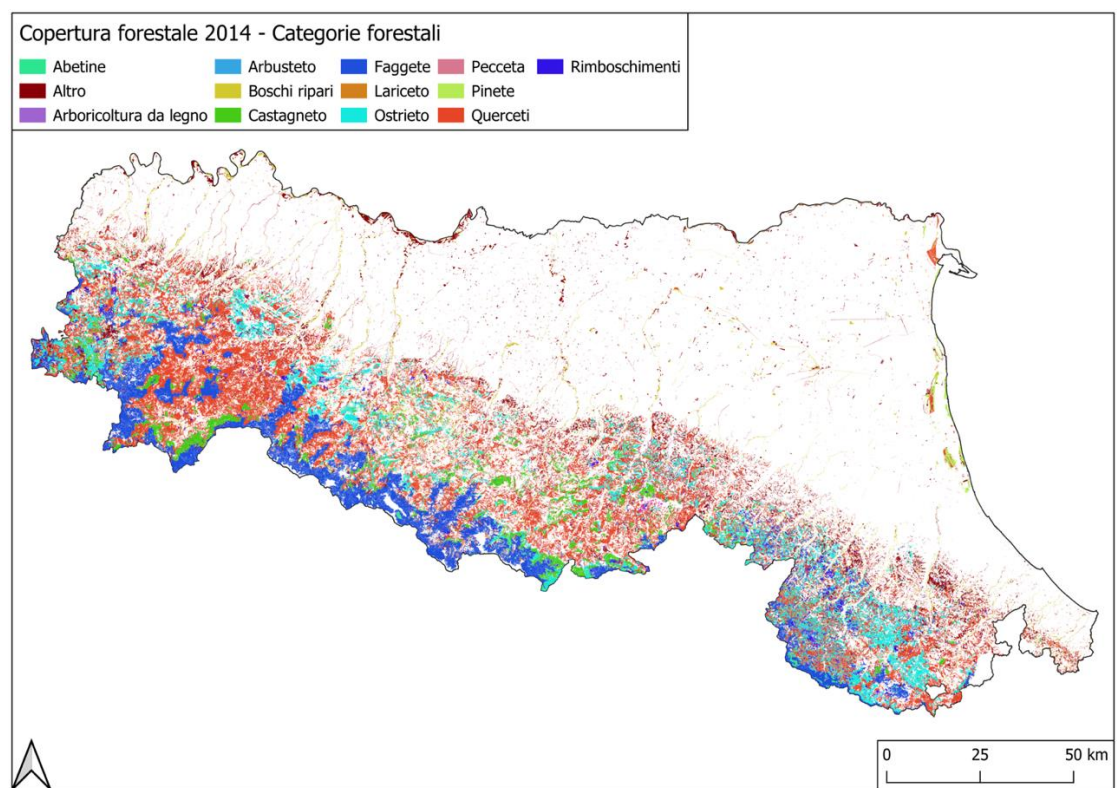 Copertura forestale 2014 - Categorie forestali
Abetine Arbusteto Faggete Pecceta Rimboschimenti
Altro Boschi ripari Lariceto Pinete
Arboricoltura da legno Castagneto Ostrieto Querceti
0 25 50 km